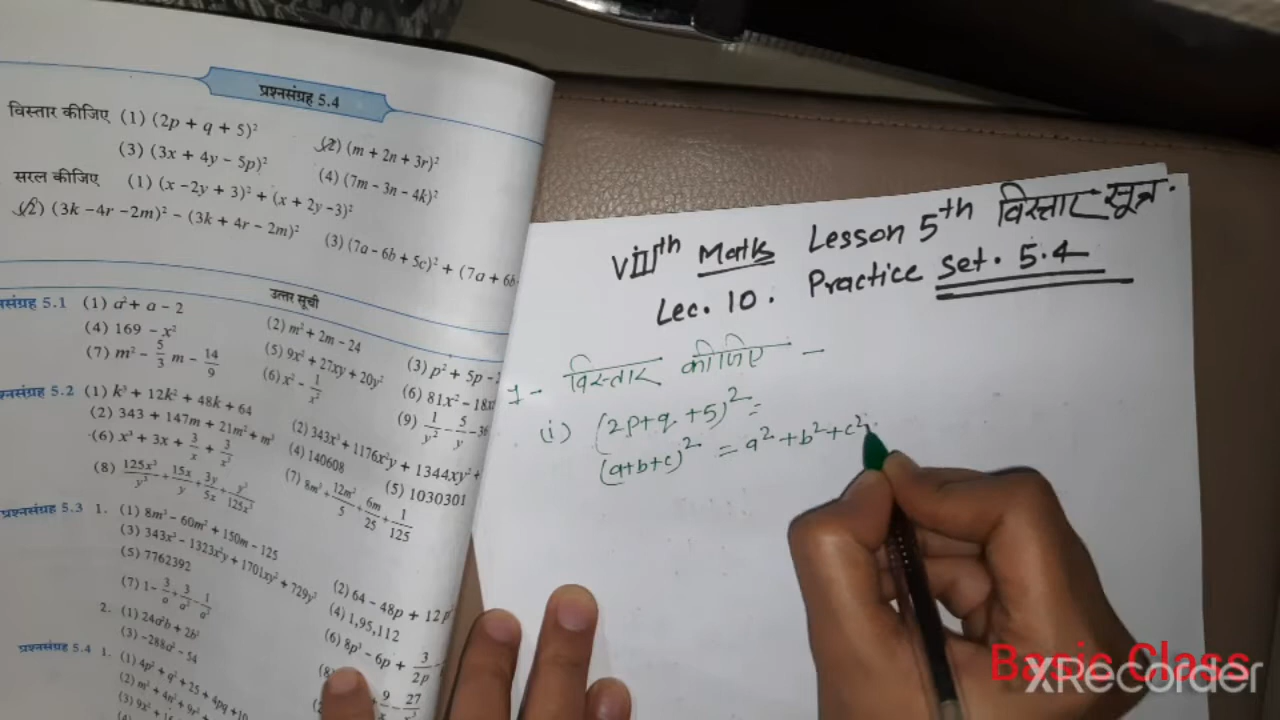 प्रश्नसंग्रह 5.4
विस्तार कीजिए (1) (2p + q + 5)² (2) (m + 2n + 3r)²
(3) (3x + 4y − 5p)² (4) (7m − 3n − 4k)²
सरल कीजिए (1) (x − 2y + 3)² + (x + 2y − 3)²
(2) (3k − 4r − 2m)² − (3k + 4r − 2m)² (3) (7a − 6b + 5c)² + (7a + 6b
उत्तर सूची
नसंग्रह 5.1 (1) a² + a − 2 (2) m² + 2m − 24 (3) p² + 5p −
(4) 169 − x² (5) 9x² + 27xy + 20y² (6) 81x² − 18x
(7) m² − 5/3 m − 14/9 (6) x² − 1/x² (9) 1/y² − 5/y − 36
नसंग्रह 5.2 (1) k³ + 12k² + 48k + 64 (2) 343x³ + 1176x²y + 1344xy² +
(2) 343 + 147m + 21m² + m³ (4) 140608 (5) 1030301
(6) x³ + 3x + 3/x + 1/x³ (7) 8m³ + 12m²/5 + 6m/25 + 1/125
(8) 125x³/y³ + 15x/y + 3y/5x + y³/125x³
प्रश्नसंग्रह 5.3 1. (1) 8m³ − 60m² + 150m − 125 (2) 64 − 48p + 12p
(3) 343x³ − 1323x²y + 1701xy² + 729y³ (4) 1,95,112
(5) 7762392 (6) 8p³ − 6p + 3/2p −
(7) 1 − 3/a + 3/a² − 1/a³
2. (1) 24a²b + 2b³
(3) −288a² − 54
प्रश्नसंग्रह 5.4 1. (1) 4p² + q² + 25 + 4pq + 10
(2) m² + 4n² + 9r²
VIIIth Maths Lesson 5th विस्तार सूत्र.
Lec. 10. Practice set. 5.4
1- विस्तार कीजिए –
(i) (2p+q+5)² =
(a+b+c)² = a²+b²+c²
Basic Class
XRecorder